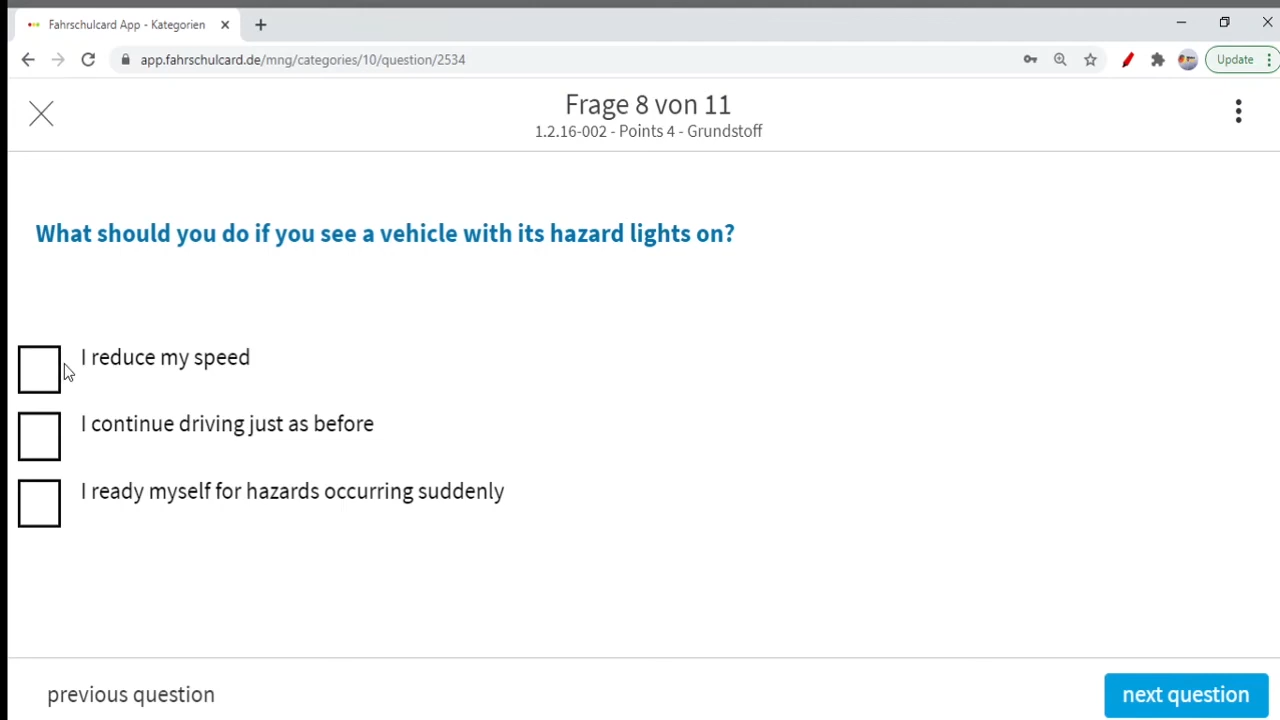 Fahrschulcard App - Kategorien
app.fahrschulcard.de/mng/categories/10/question/2534
Update
Frage 8 von 11
1.2.16-002 - Points 4 - Grundstoff
What should you do if you see a vehicle with its hazard lights on?
I reduce my speed
I continue driving just as before
I ready myself for hazards occurring suddenly
previous question
next question